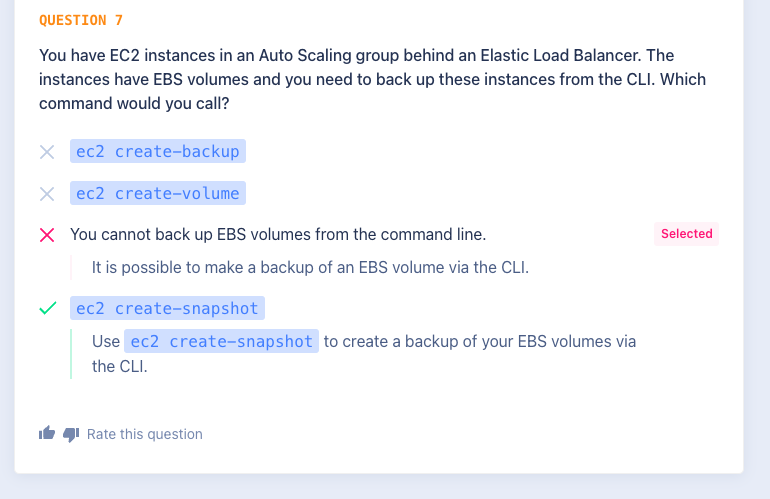 QUESTION 7
You have EC2 instances in an Auto Scaling group behind an Elastic Load Balancer. The
instances have EBS volumes and you need to back up these instances from the CLI. Which
command would you call?
ec2 create-backup
ec2 create-volume
You cannot back up EBS volumes from the command line. Selected
It is possible to make a backup of an EBS volume via the CLI.
ec2 create-snapshot
Use ec2 create-snapshot to create a backup of your EBS volumes via
the CLI.
Rate this question